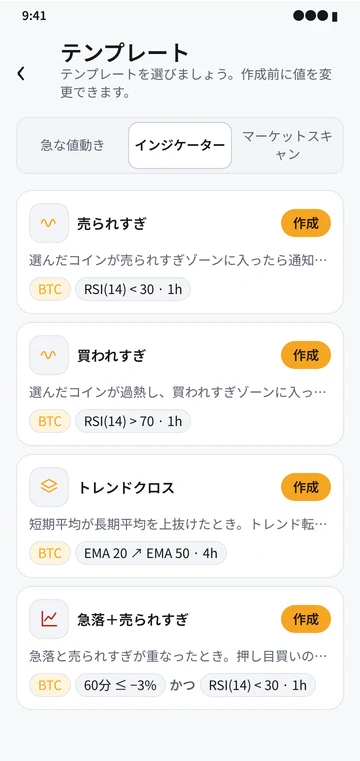 9:41
テンプレート
テンプレートを選びましょう。作成前に値を変
更できます。
急な値動き
インジケーター
マーケットスキ
ャン
売られすぎ
作成
選んだコインが売られすぎゾーンに入ったら通知…
BTC
RSI(14) < 30 · 1h
買われすぎ
作成
選んだコインが過熱し、買われすぎゾーンに入っ…
BTC
RSI(14) > 70 · 1h
トレンドクロス
作成
短期平均が長期平均を上抜けたとき。トレンド転…
BTC
EMA 20 ↗ EMA 50 · 4h
急落＋売られすぎ
作成
急落と売られすぎが重なったとき。押し目買いの…
BTC
60分 ≤ −3%
かつ
RSI(14) < 30 · 1h